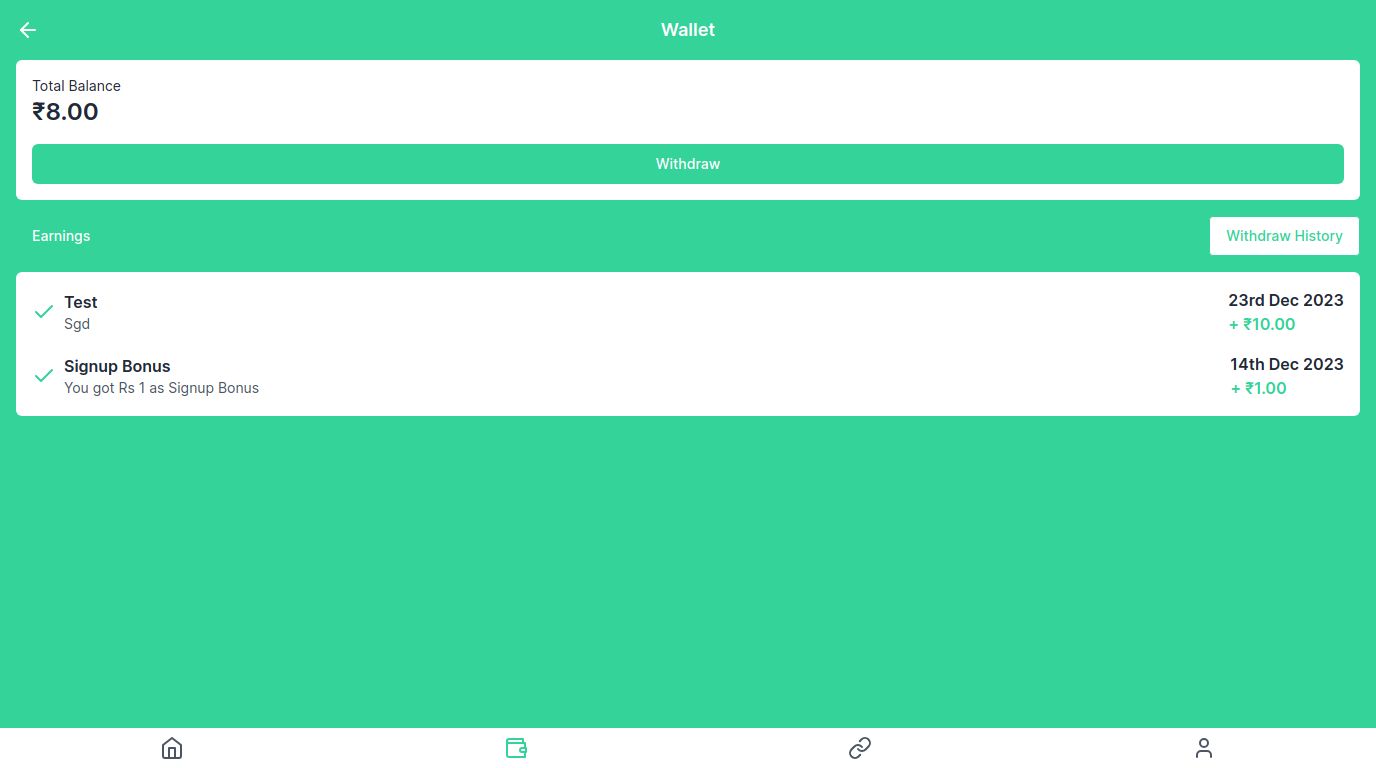 Wallet
Total Balance
₹8.00
Withdraw
Earnings
Withdraw History
Test
Sgd
23rd Dec 2023
+ ₹10.00
Signup Bonus
You got Rs 1 as Signup Bonus
14th Dec 2023
+ ₹1.00